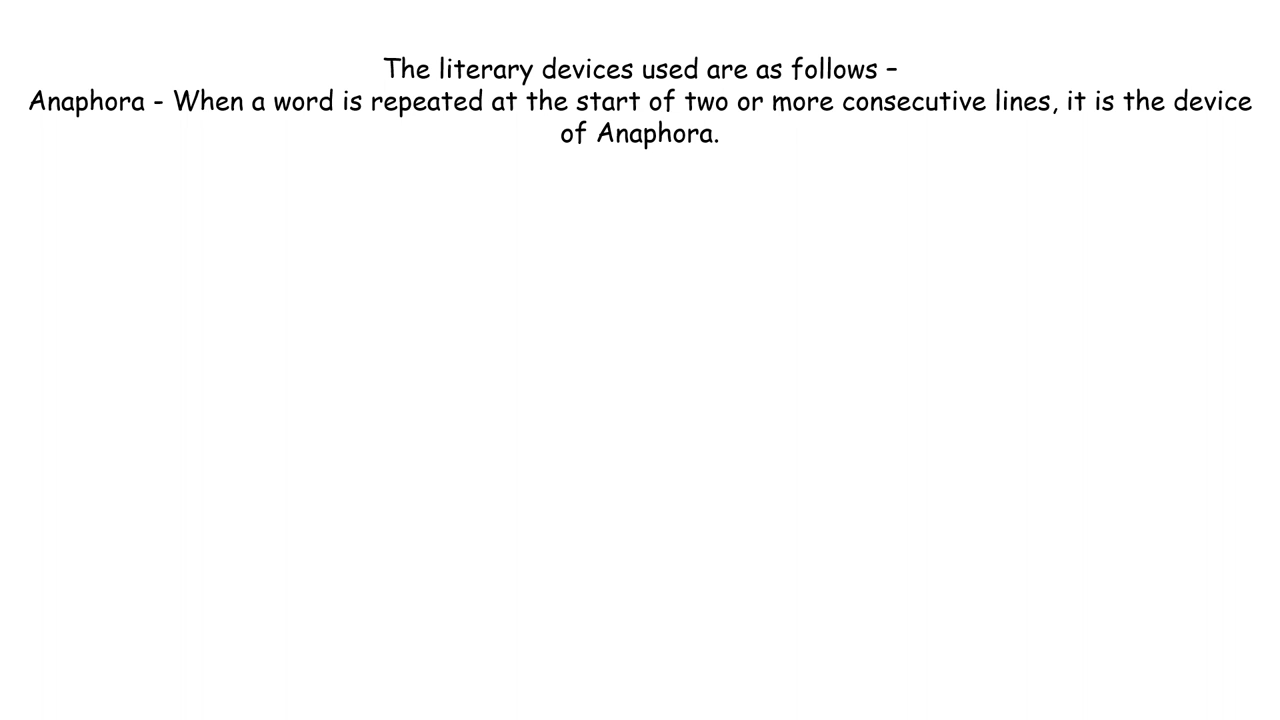 The literary devices used are as follows –
Anaphora - When a word is repeated at the start of two or more consecutive lines, it is the device
of Anaphora.